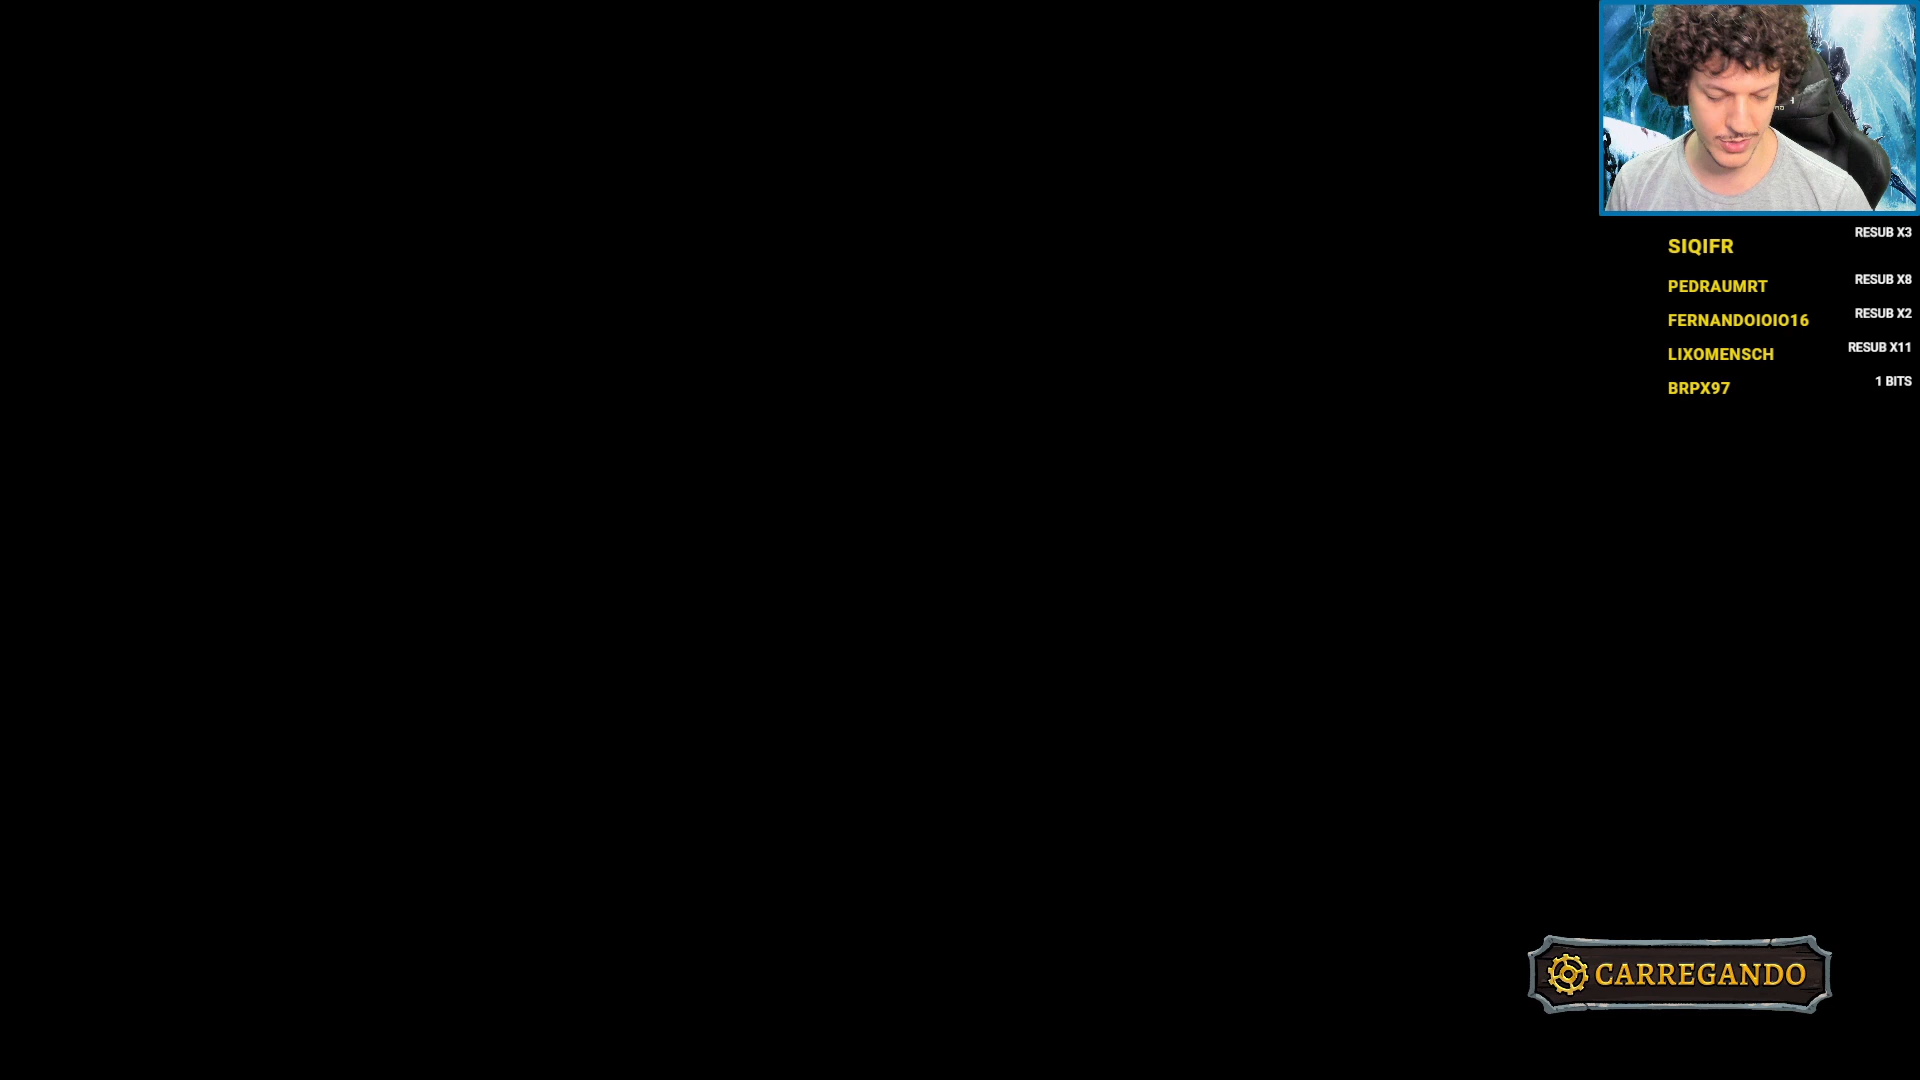 SIQIFR RESUB X3
PEDRAUMRT RESUB X8
FERNANDOIOIO16 RESUB X2
LIXOMENSCH RESUB X11
BRPX97 1 BITS
CARREGANDO